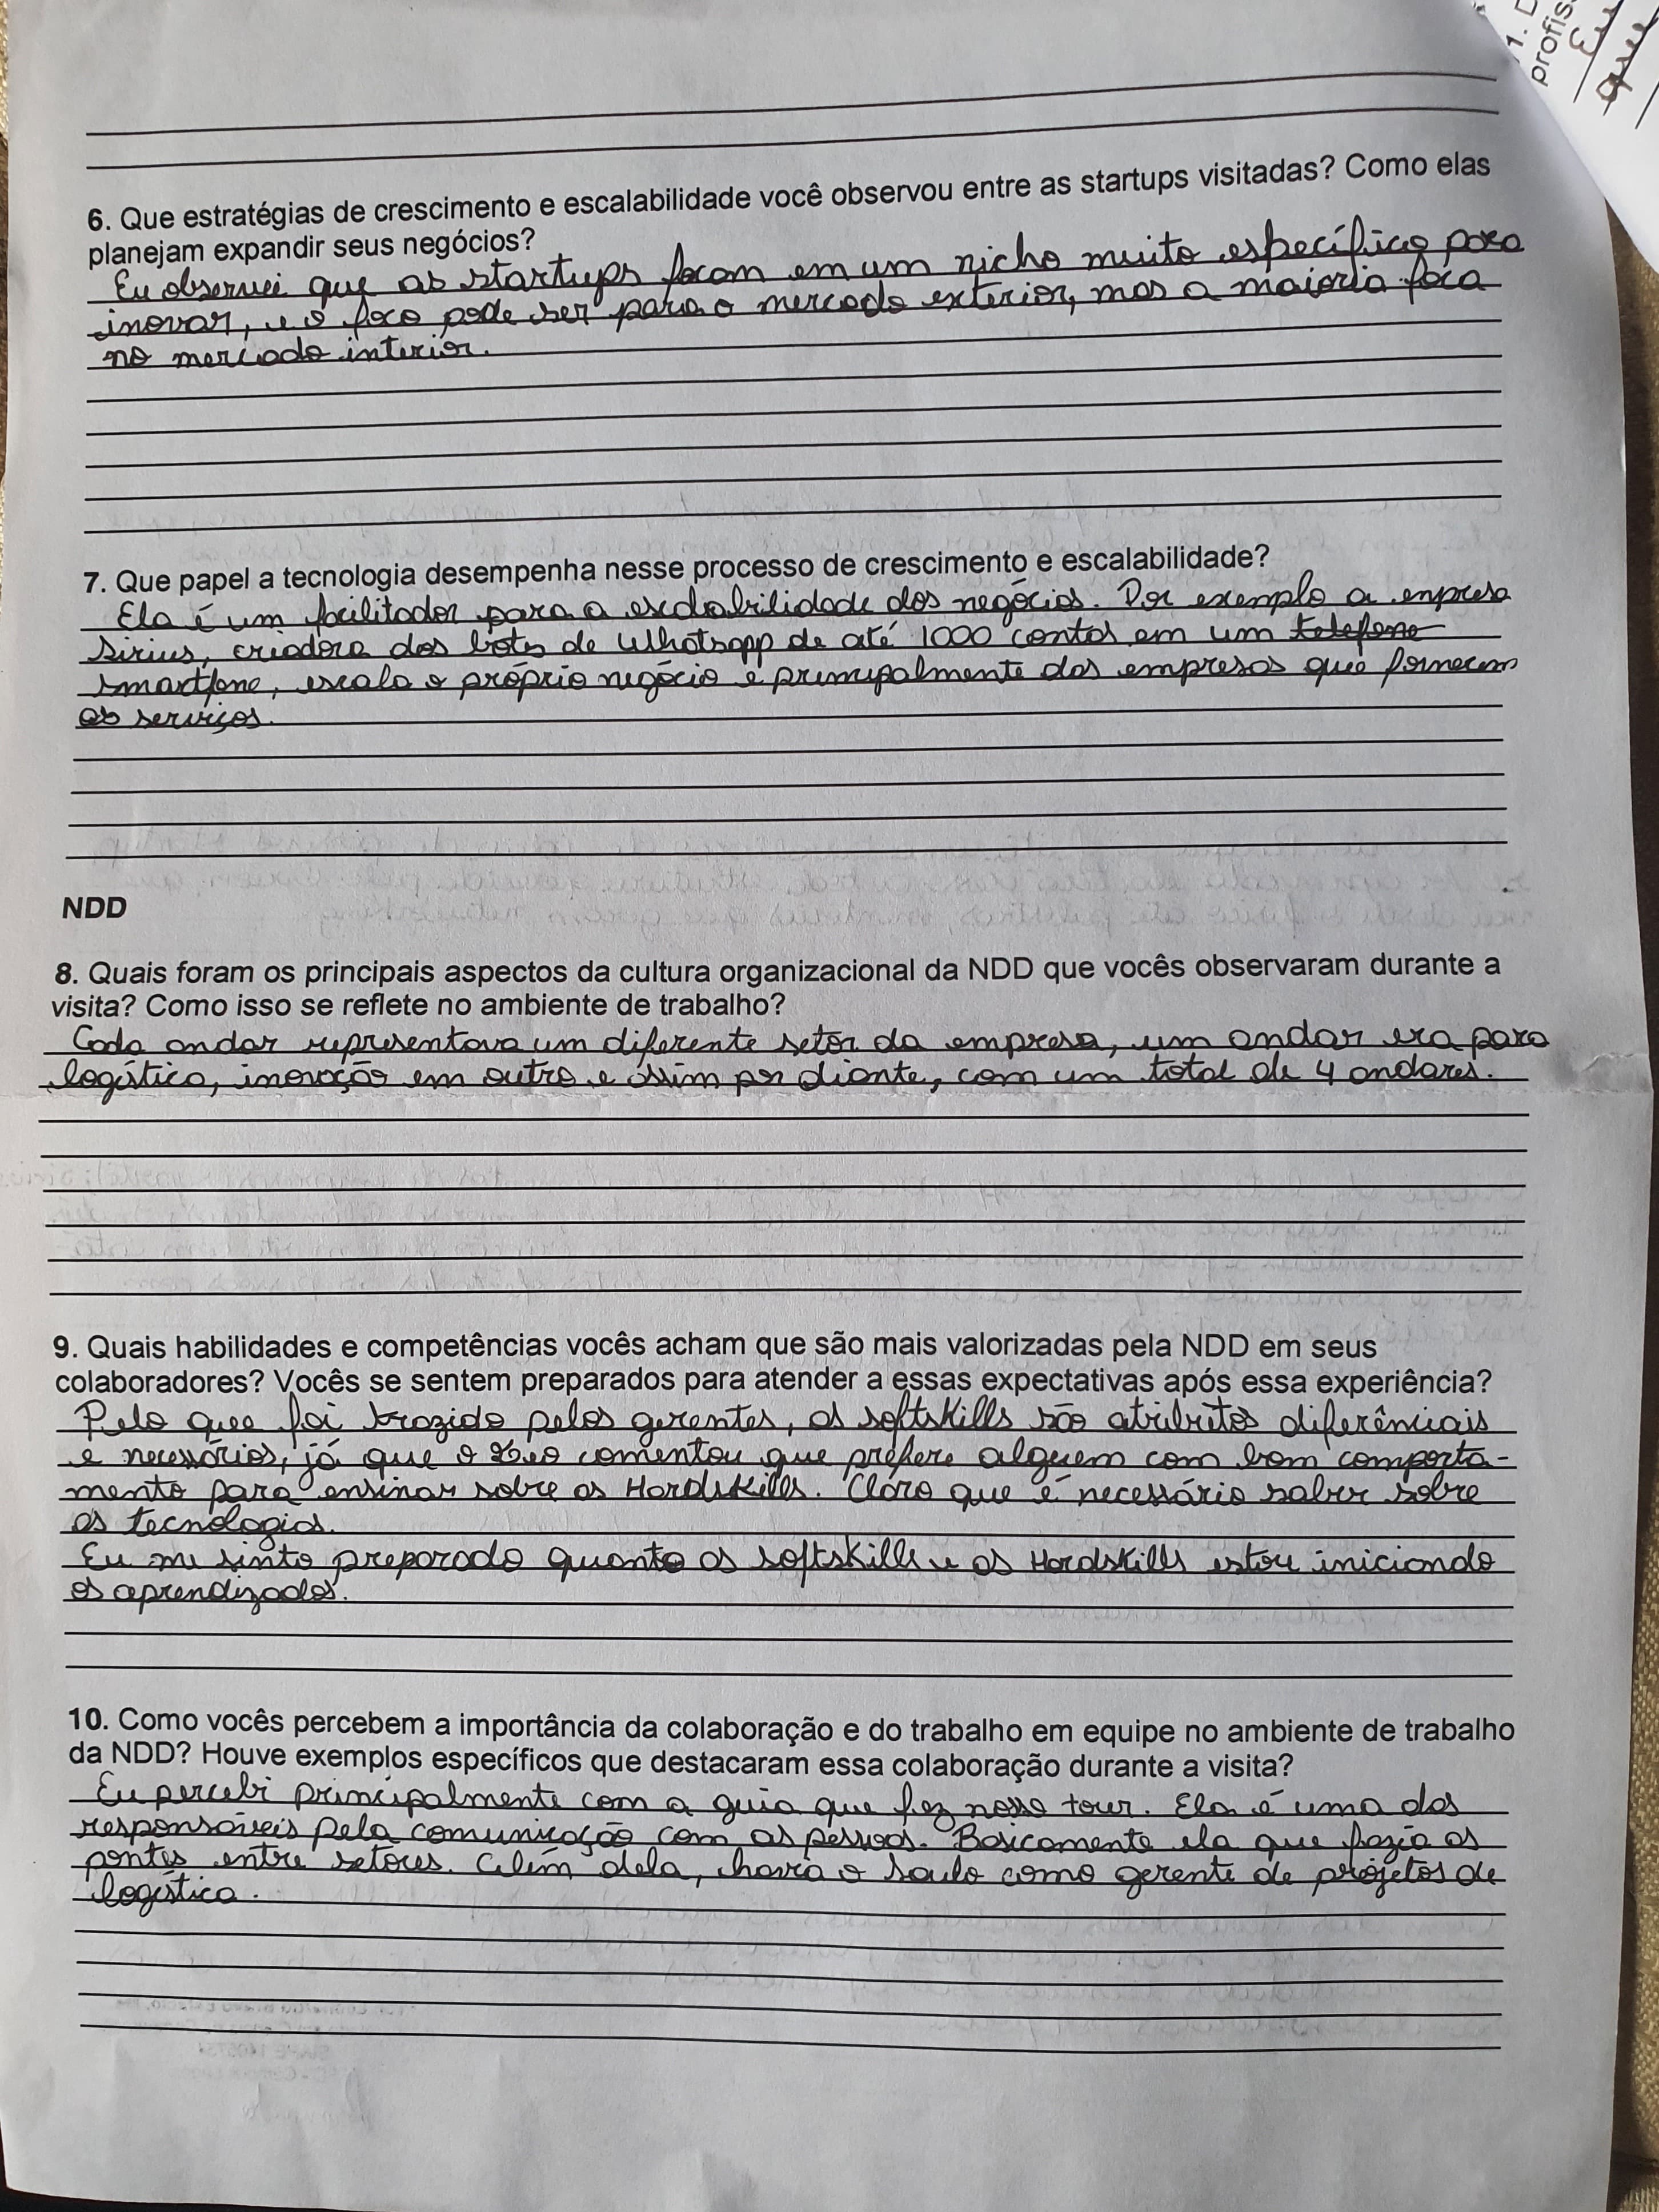 1. D
profis
Eu
que
6. Que estratégias de crescimento e escalabilidade você observou entre as startups visitadas? Como elas
planejam expandir seus negócios?
Eu observei que as startups focam em um nicho muito específico para
inovar, e o foco pode ser para o mercado exterior, mas a maioria foca
no mercado interior.
7. Que papel a tecnologia desempenha nesse processo de crescimento e escalabilidade?
Ela é um facilitador para a escalabilidade dos negócios. Por exemplo a empresa
Sirius, criadora dos bots de Whatsapp de até 1000 contas em um telefone
smartfone, escala o próprio negócio e principalmente das empresas que fornecem
os serviços.
NDD
8. Quais foram os principais aspectos da cultura organizacional da NDD que vocês observaram durante a
visita? Como isso se reflete no ambiente de trabalho?
Cada andar representava um diferente setor da empresa, um andar era para
logística, inovação em outro e assim por diante, com um total de 4 andares.
9. Quais habilidades e competências vocês acham que são mais valorizadas pela NDD em seus
colaboradores? Vocês se sentem preparados para atender a essas expectativas após essa experiência?
Pelo que foi trazido pelos gerentes, as softskills são atributos diferênciais
e necessários, já que o comentou que prefere alguem com bom comporta-
mento para ensinar sobre as Hardskills. Claro que é necessário saber sobre
as tecnologias.
Eu me sinto preparado quanto as softskills e as Hardskills estou iniciando
os aprendizados.
10. Como vocês percebem a importância da colaboração e do trabalho em equipe no ambiente de trabalho
da NDD? Houve exemplos específicos que destacaram essa colaboração durante a visita?
Eu percebi principalmente com a guia que fez nosso tour. Ela é uma das
responsáveis pela comunicação com as pessoas. Basicamente ela que fazia as
pontes entre setores. Além dela, havia o Saulo como gerente de projetos de
logística.